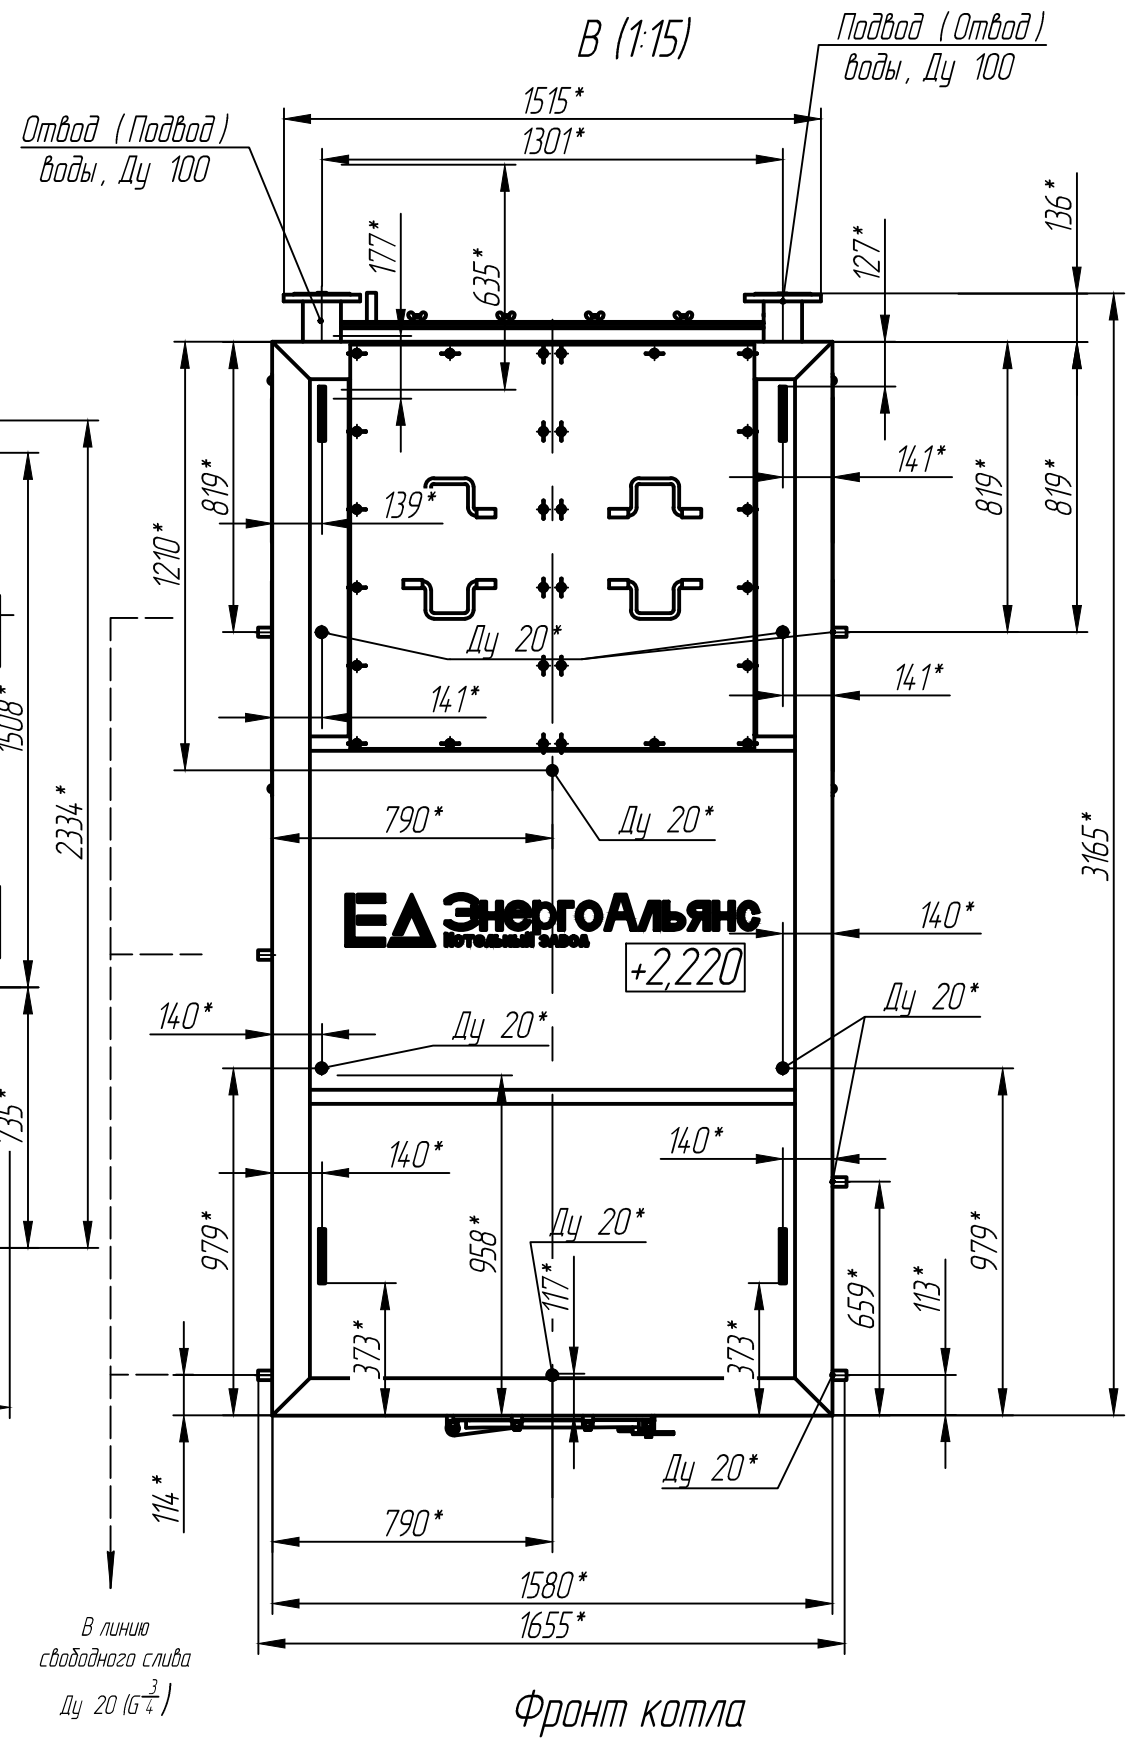 В (1:15)
Подвод (Отвод)
воды, Ду 100
1515*
Отвод (Подвод)
воды, Ду 100
1301*
136*
177*
635*
127*
819*
139*
141*
819*
819*
1210*
Ду 20*
141*
141*
1508*
2334*
790*
Ду 20*
3165*
ЭнергоАльянс
Котельный завод
140*
+2,220
140*
Ду 20*
Ду 20*
735*
140*
140*
979*
958*
Ду 20*
117*
979*
659*
113*
373*
373*
114*
Ду 20*
790*
1580*
1655*
В линию
свободного слива
Ду 20 (G 3/4)
Фронт котла